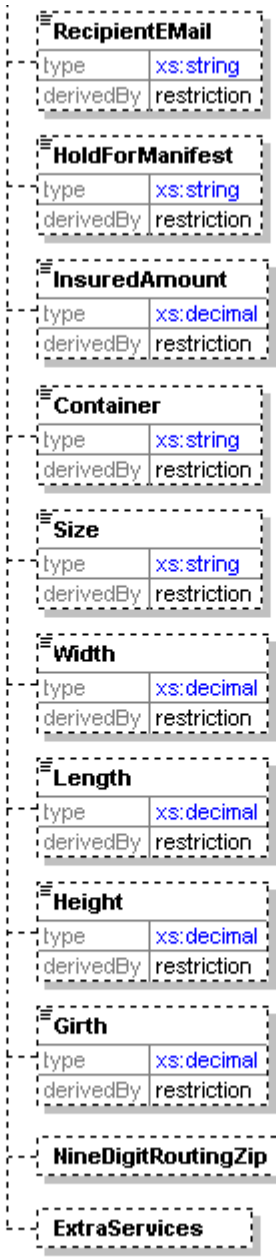 RecipientEMail
type xs:string
derivedBy restriction
HoldForManifest
type xs:string
derivedBy restriction
InsuredAmount
type xs:decimal
derivedBy restriction
Container
type xs:string
derivedBy restriction
Size
type xs:string
derivedBy restriction
Width
type xs:decimal
derivedBy restriction
Length
type xs:decimal
derivedBy restriction
Height
type xs:decimal
derivedBy restriction
Girth
type xs:decimal
derivedBy restriction
NineDigitRoutingZip
ExtraServices